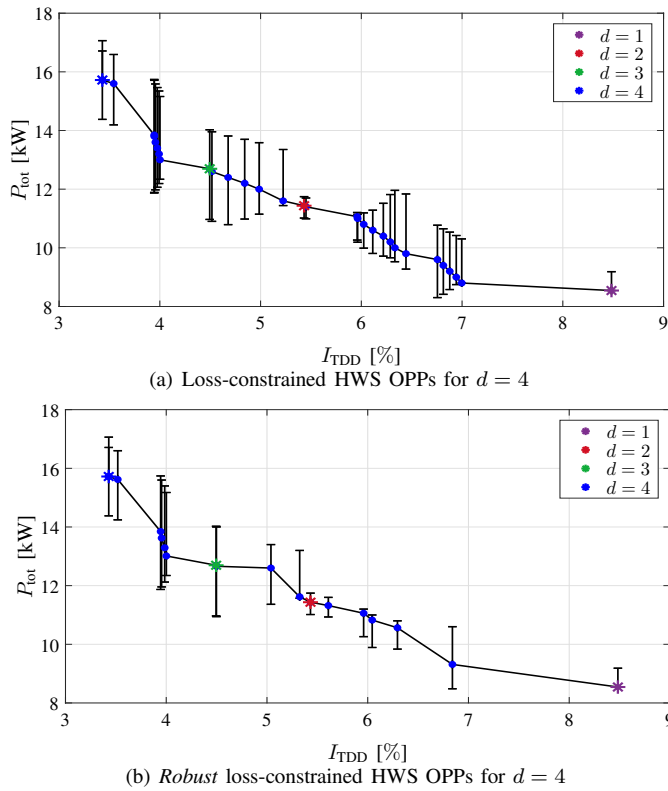 18
16
14
12
10
8
P_tot [kW]
d = 1
d = 2
d = 3
d = 4
3 4 5 6 7 8 9
I_TDD [%]
(a) Loss-constrained HWS OPPs for d = 4
18
16
14
12
10
8
P_tot [kW]
d = 1
d = 2
d = 3
d = 4
3 4 5 6 7 8 9
I_TDD [%]
(b) Robust loss-constrained HWS OPPs for d = 4